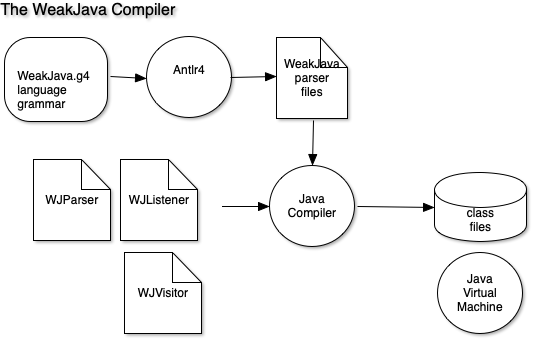 The WeakJava Compiler
WeakJava.g4
language
grammar
Antlr4
WeakJava
parser
files
WJParser
WJListener
Java
Compiler
class
files
WJVisitor
Java
Virtual
Machine